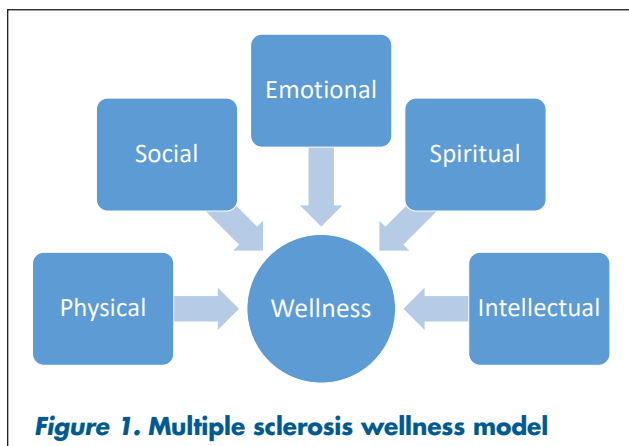 Emotional
Social
Spiritual
Physical
Wellness
Intellectual
Figure 1. Multiple sclerosis wellness model